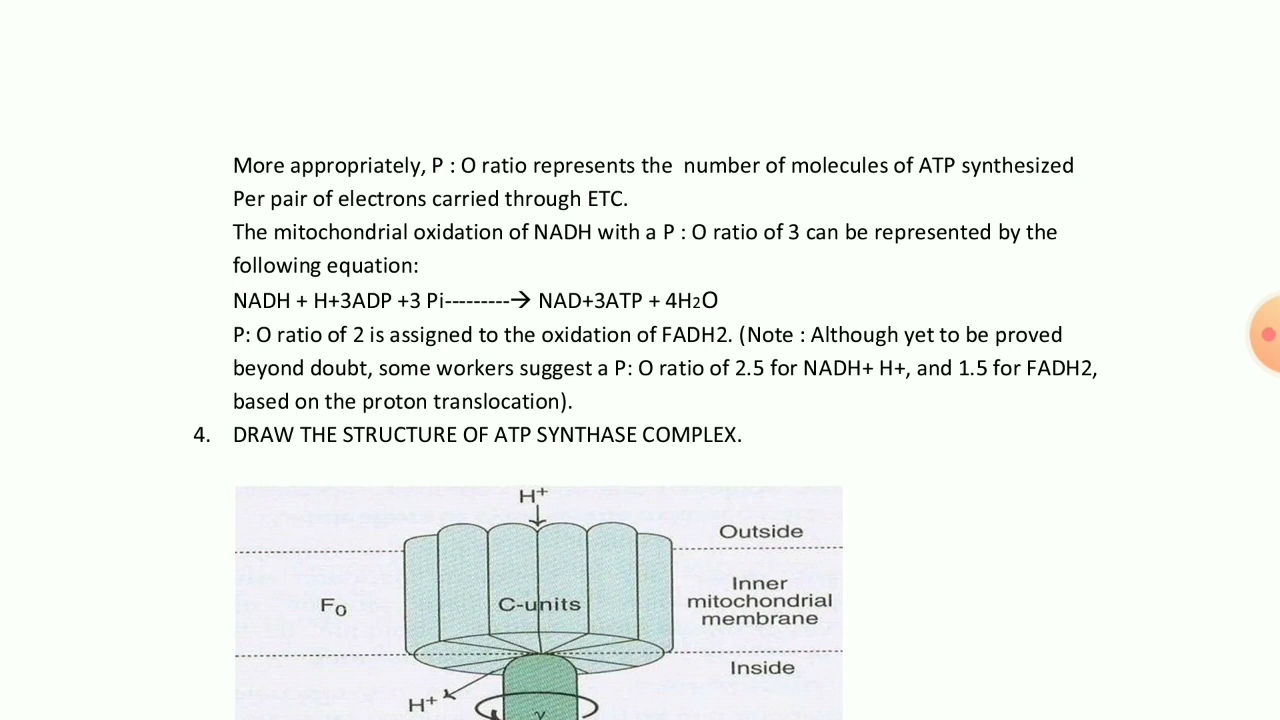 More appropriately, P : O ratio represents the  number of molecules of ATP synthesized
Per pair of electrons carried through ETC.
The mitochondrial oxidation of NADH with a P : O ratio of 3 can be represented by the
following equation:
NADH + H+3ADP +3 Pi---------→ NAD+3ATP + 4H₂O
P: O ratio of 2 is assigned to the oxidation of FADH2. (Note : Although yet to be proved
beyond doubt, some workers suggest a P: O ratio of 2.5 for NADH+ H+, and 1.5 for FADH2,
based on the proton translocation).
4. DRAW THE STRUCTURE OF ATP SYNTHASE COMPLEX.
H⁺
Outside
F₀
C-units
Inner
mitochondrial
membrane
Inside
H⁺
γ